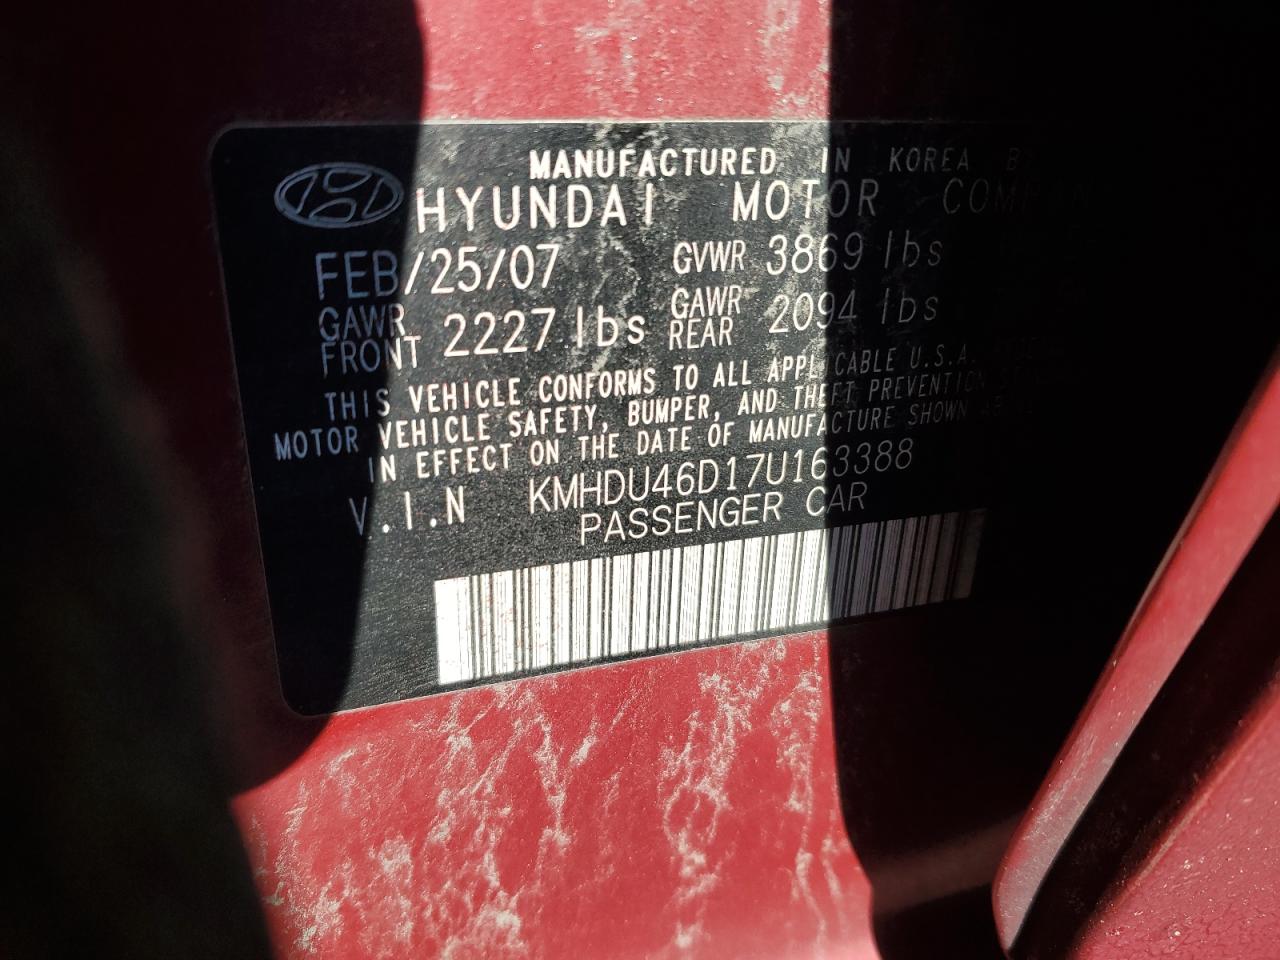 MANUFACTURED IN KOREA BY
HYUNDAI MOTOR COMPANY
FEB/25/07 GVWR 3869 lbs
GAWR FRONT 2227 lbs GAWR REAR 2094 lbs
THIS VEHICLE CONFORMS TO ALL APPLICABLE U.S.A.
MOTOR VEHICLE SAFETY, BUMPER, AND THEFT PREVENTION
IN EFFECT ON THE DATE OF MANUFACTURE SHOWN
V.I.N KMHDU46D17U163388
PASSENGER CAR